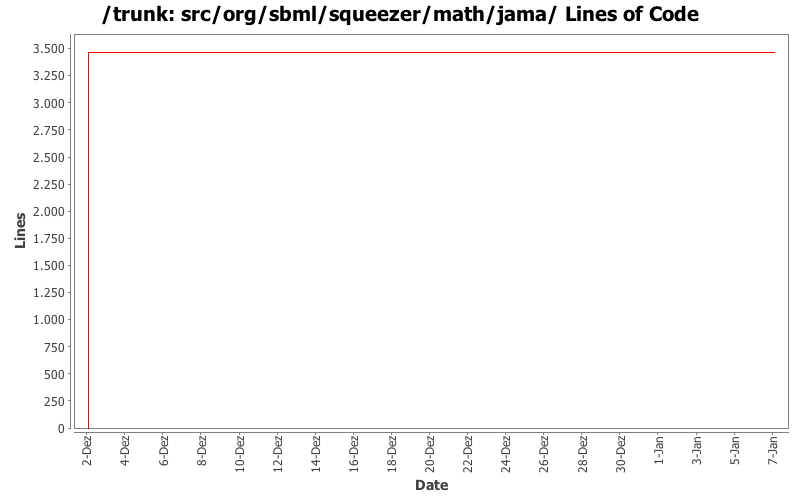 /trunk: src/org/sbml/squeezer/math/jama/ Lines of Code
3.500
3.250
3.000
2.750
2.500
2.250
2.000
1.750
1.500
1.250
1.000
750
500
250
0
Lines
2-Dez
4-Dez
6-Dez
8-Dez
10-Dez
12-Dez
14-Dez
16-Dez
18-Dez
20-Dez
22-Dez
24-Dez
26-Dez
28-Dez
30-Dez
1-Jan
3-Jan
5-Jan
7-Jan
Date